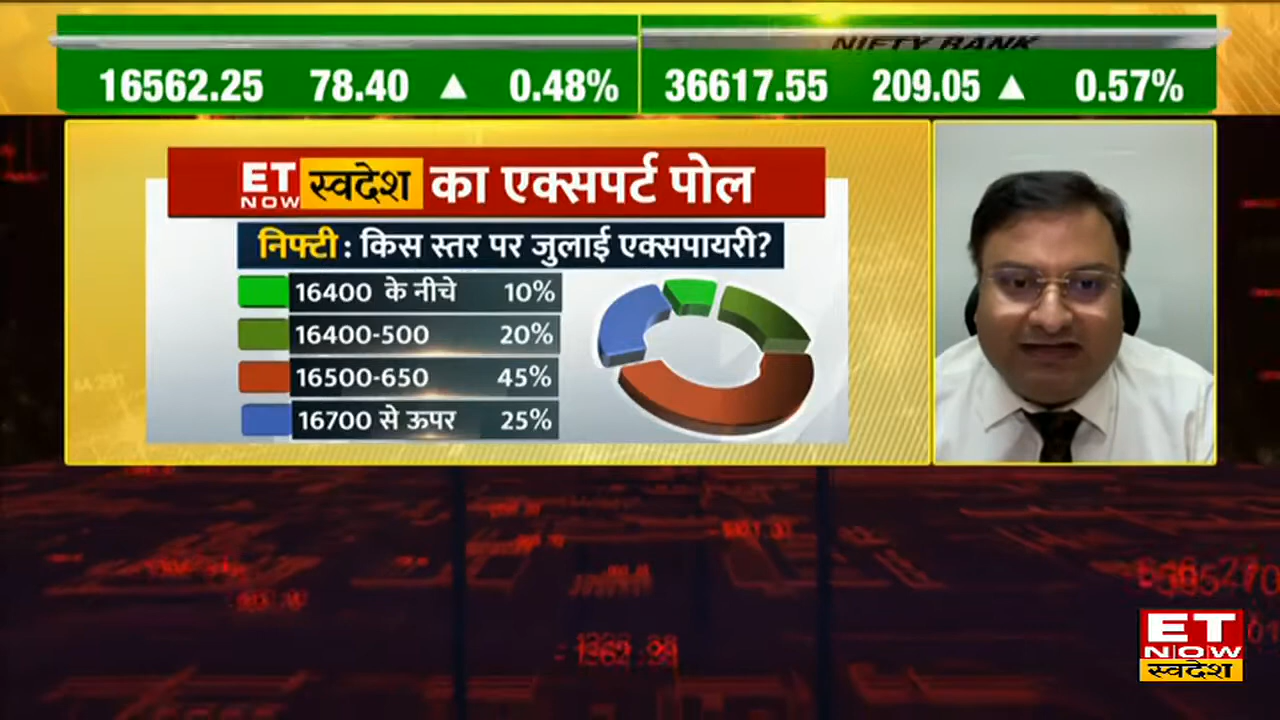 NIFTY BANK
16562.25 78.40 ▲ 0.48%
36617.55 209.05 ▲ 0.57%
ET NOW स्वदेश का एक्सपर्ट पोल
निफ्टी : किस स्तर पर जुलाई एक्सपायरी?
16400 के नीचे 10%
16400-500 20%
16500-650 45%
16700 से ऊपर 25%
ET
NOW
स्वदेश